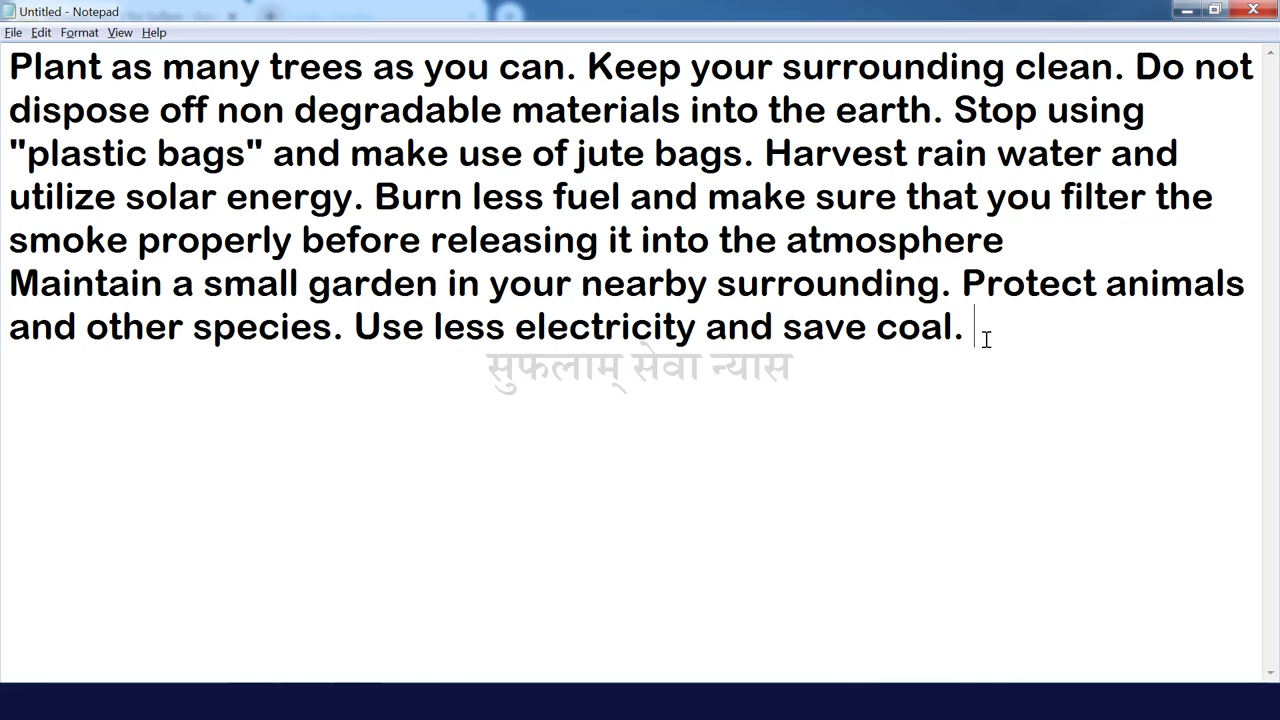 Untitled - Notepad
File Edit Format View Help
Plant as many trees as you can. Keep your surrounding clean. Do not
dispose off non degradable materials into the earth. Stop using
"plastic bags" and make use of jute bags. Harvest rain water and
utilize solar energy. Burn less fuel and make sure that you filter the
smoke properly before releasing it into the atmosphere
Maintain a small garden in your nearby surrounding. Protect animals
and other species. Use less electricity and save coal.
सुफलाम् सेवा न्यास